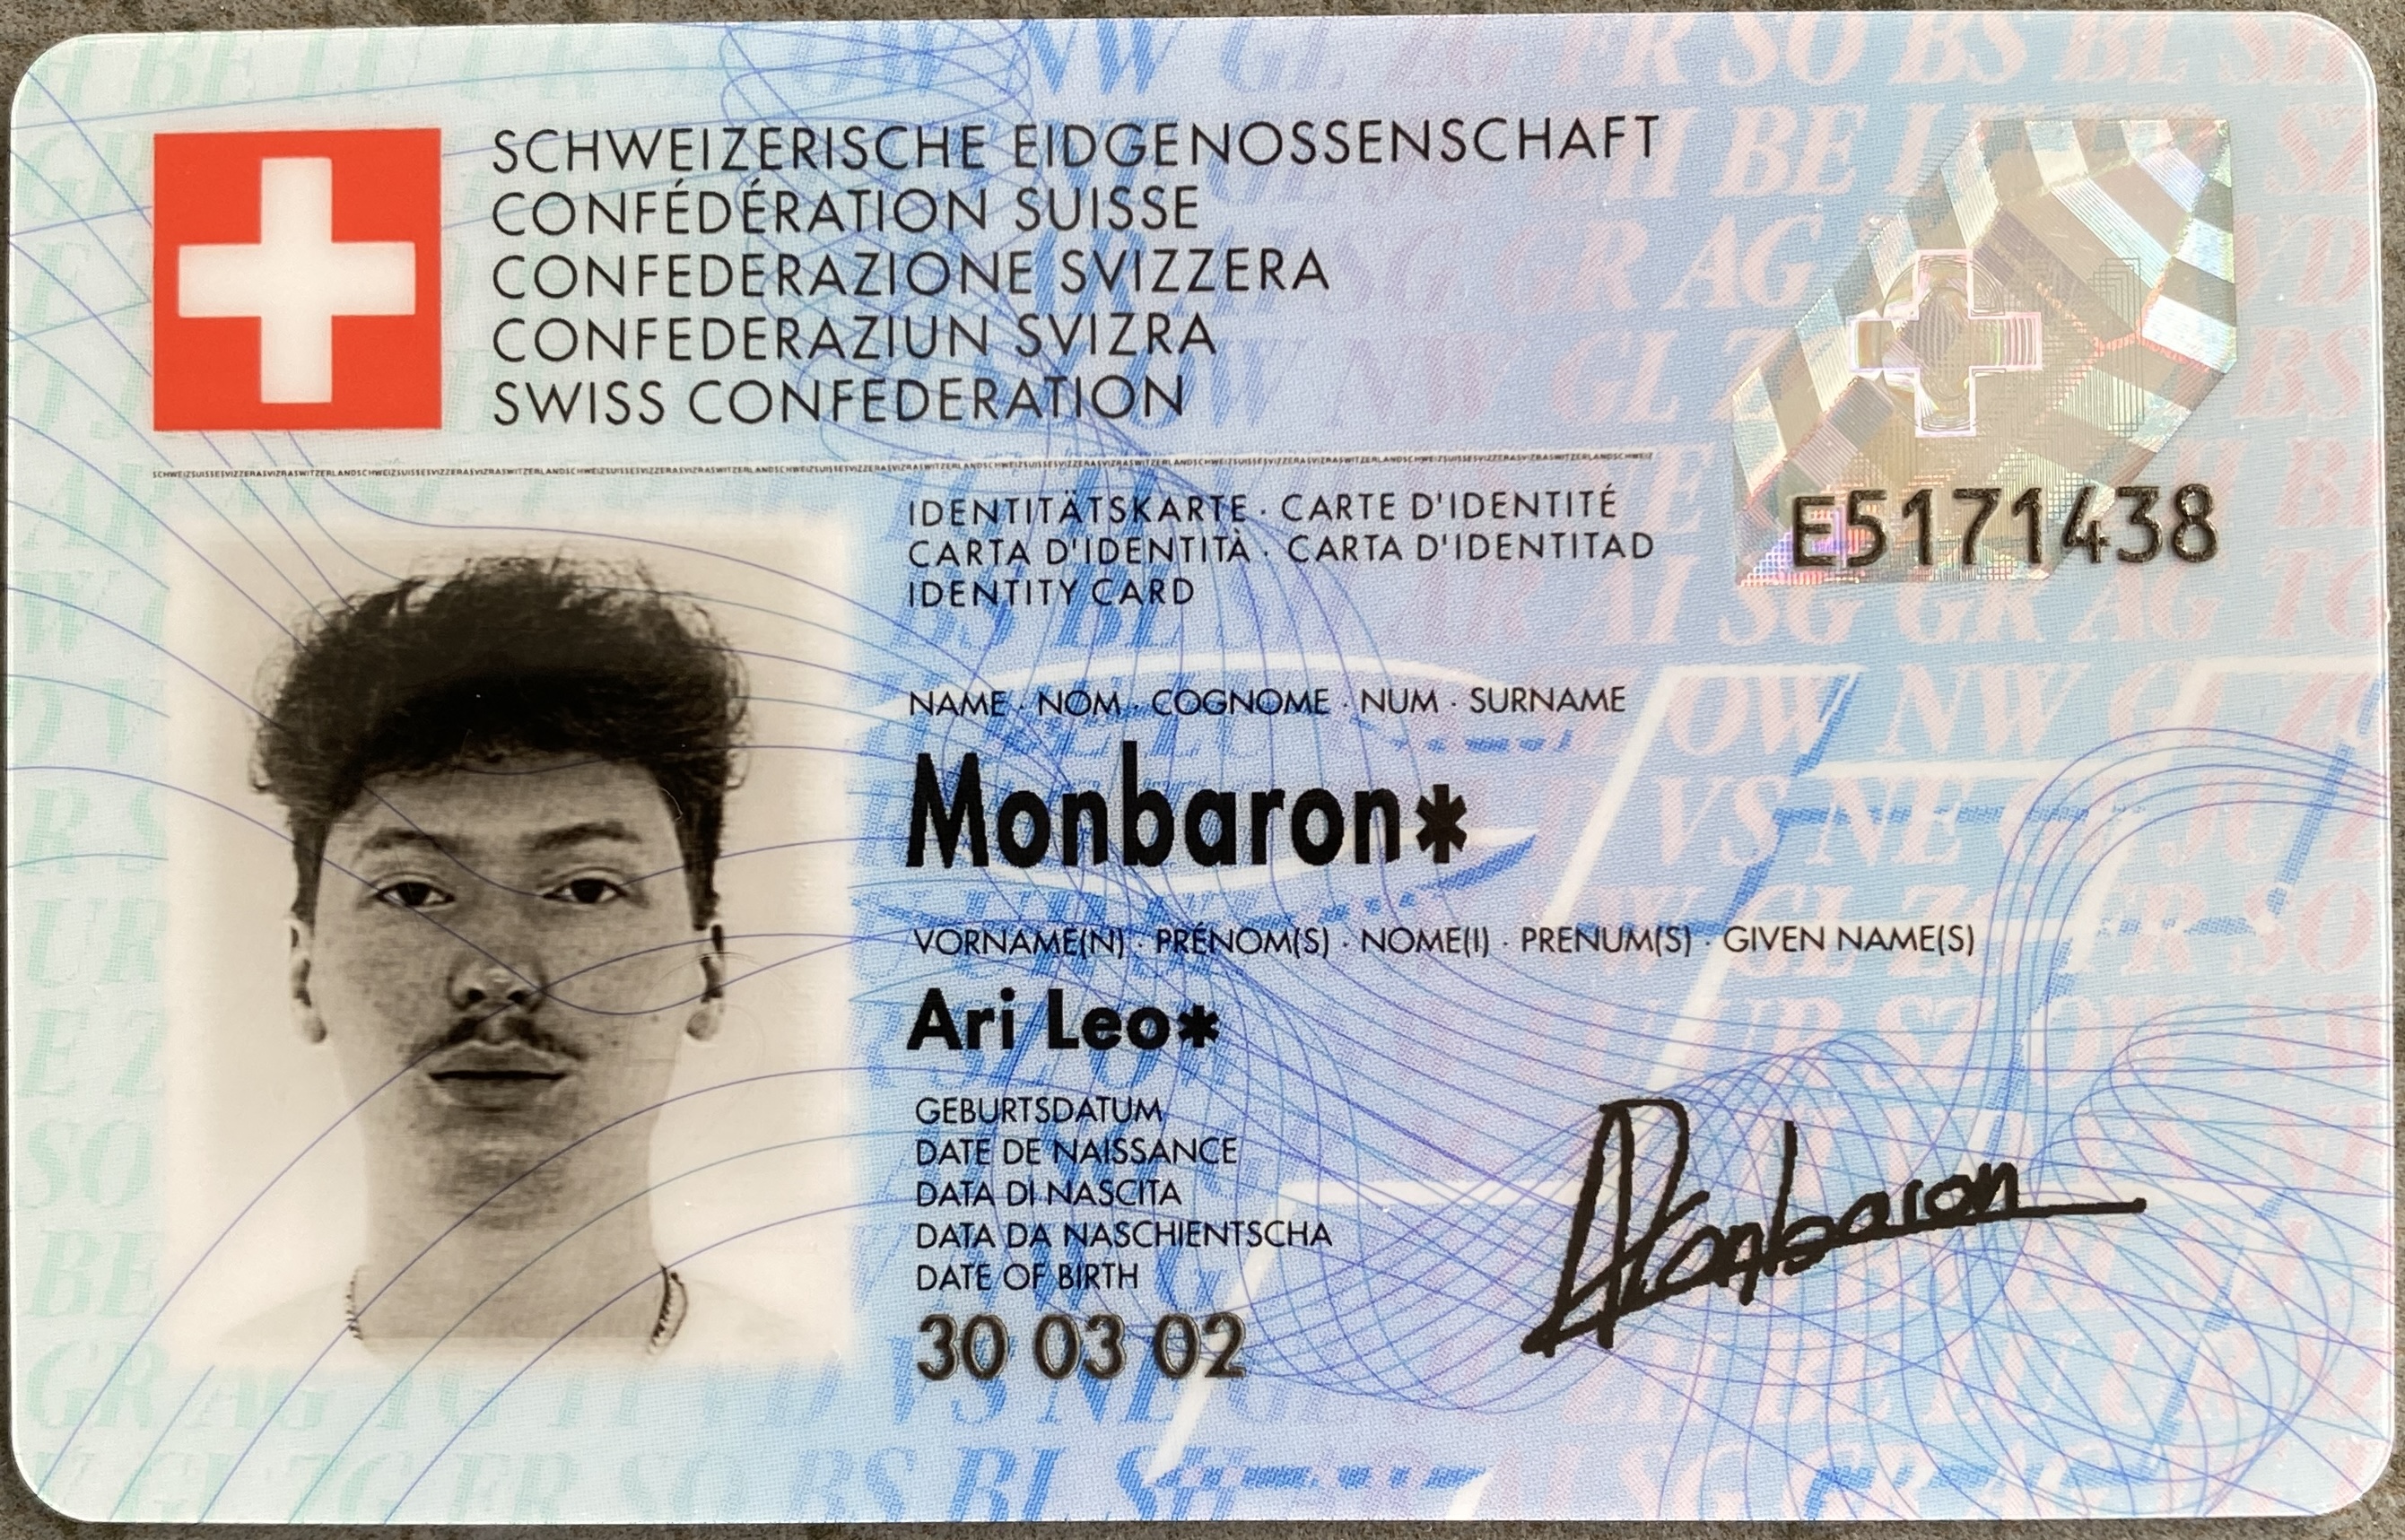 SCHWEIZERISCHE EIDGENOSSENSCHAFT
CONFÉDÉRATION SUISSE
CONFEDERAZIONE SVIZZERA
CONFEDERAZIUN SVIZRA
SWISS CONFEDERATION
IDENTITÄTSKARTE · CARTE D'IDENTITÉ
CARTA D'IDENTITÀ · CARTA D'IDENTITAD
IDENTITY CARD
E5171438
NAME · NOM · COGNOME · NUM · SURNAME
Monbaron*
VORNAME(N) · PRÉNOM(S) · NOME(I) · PRENUM(S) · GIVEN NAME(S)
Ari Leo*
GEBURTSDATUM
DATE DE NAISSANCE
DATA DI NASCITA
DATA DA NASCHIENTSCHA
DATE OF BIRTH
30 03 02
Monbaron